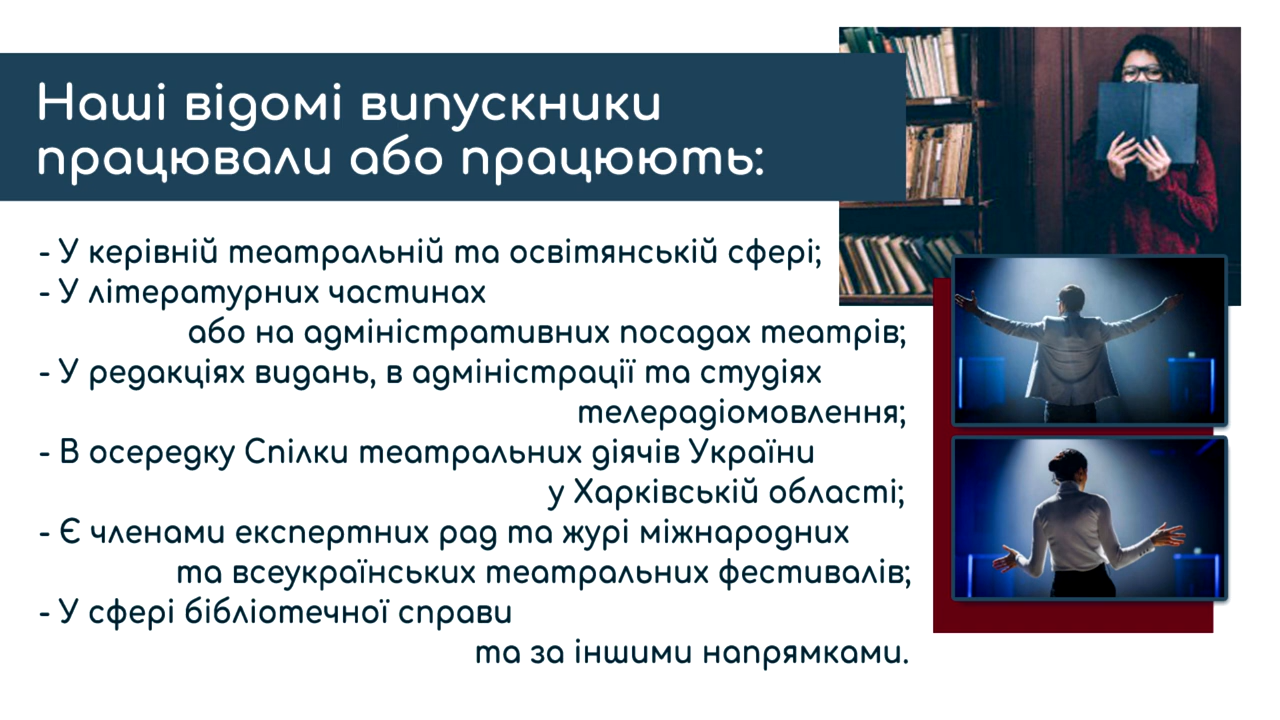 Наші відомі випускники
працювали або працюють:
- У керівній театральній та освітянській сфері;
- У літературних частинах
або на адміністративних посадах театрів;
- У редакціях видань, в адміністрації та студіях
телерадіомовлення;
- В осередку Спілки театральних діячів України
у Харківській області;
- Є членами експертних рад та журі міжнародних
та всеукраїнських театральних фестивалів;
- У сфері бібліотечної справи
та за іншими напрямками.